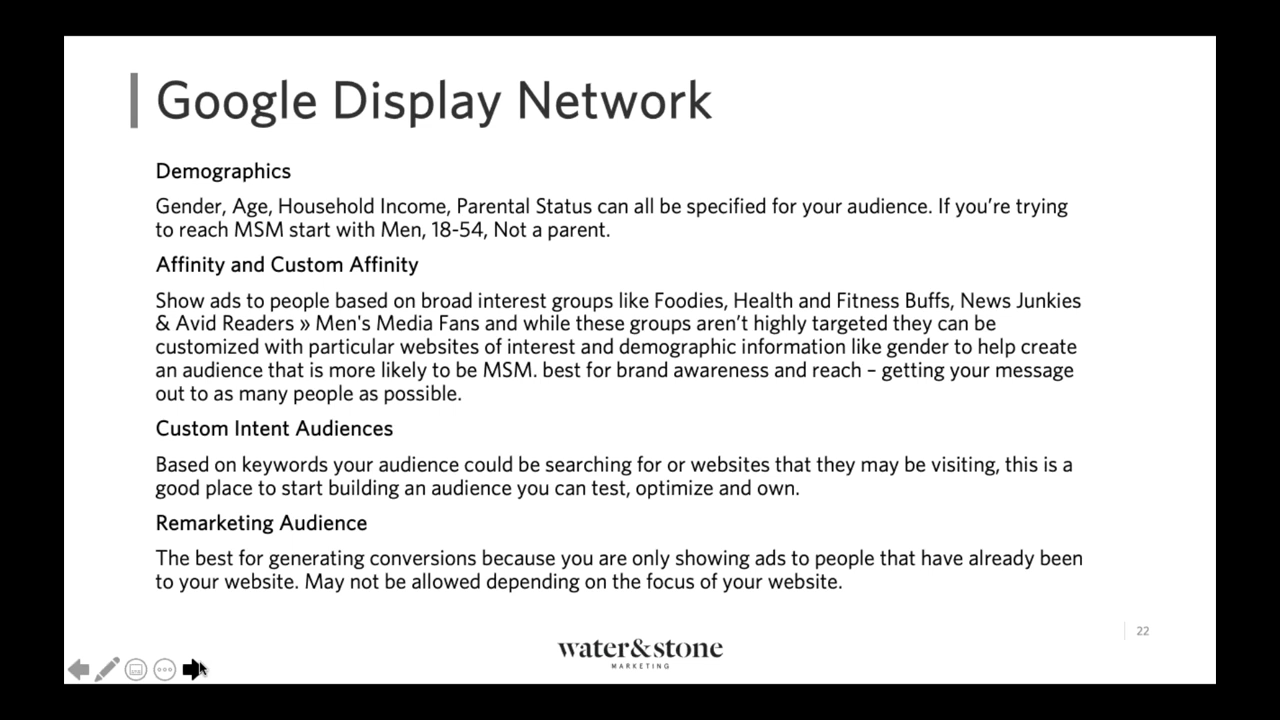 Google Display Network
Demographics
Gender, Age, Household Income, Parental Status can all be specified for your audience. If you’re trying
to reach MSM start with Men, 18-54, Not a parent.
Affinity and Custom Affinity
Show ads to people based on broad interest groups like Foodies, Health and Fitness Buffs, News Junkies
& Avid Readers » Men's Media Fans and while these groups aren’t highly targeted they can be
customized with particular websites of interest and demographic information like gender to help create
an audience that is more likely to be MSM. best for brand awareness and reach – getting your message
out to as many people as possible.
Custom Intent Audiences
Based on keywords your audience could be searching for or websites that they may be visiting, this is a
good place to start building an audience you can test, optimize and own.
Remarketing Audience
The best for generating conversions because you are only showing ads to people that have already been
to your website. May not be allowed depending on the focus of your website.
22
water&stone
MARKETING